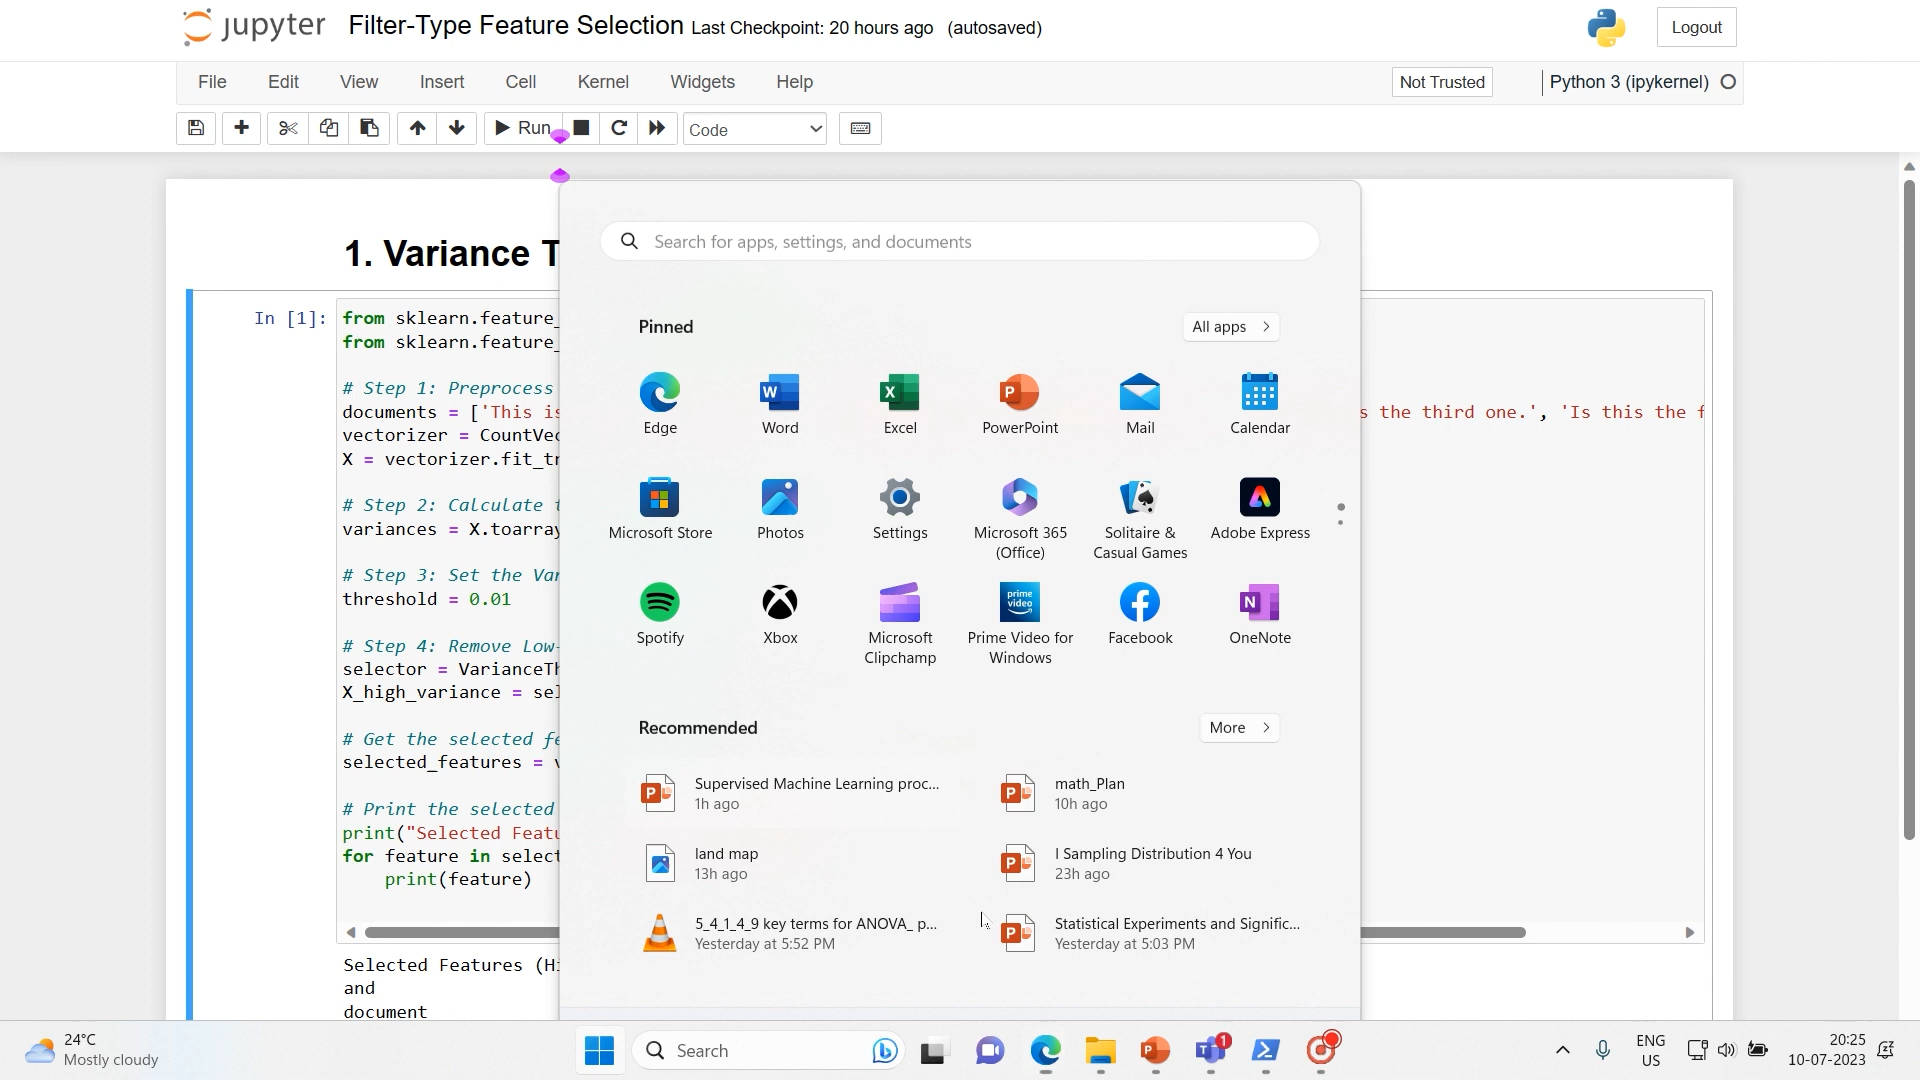 jupyter Filter-Type Feature Selection Last Checkpoint: 20 hours ago (autosaved)
Logout
File Edit View Insert Cell Kernel Widgets Help
Not Trusted
Python 3 (ipykernel)
Run
Code
1. Variance T
Search for apps, settings, and documents
Pinned
All apps
In [1]:
from sklearn.feature_
from sklearn.feature_
# Step 1: Preprocess
documents = ['This is
s the third one.', 'Is this the f
vectorizer = CountVec
X = vectorizer.fit_tr
# Step 2: Calculate t
variances = X.toarray
# Step 3: Set the Var
threshold = 0.01
# Step 4: Remove Low-
selector = VarianceTh
X_high_variance = sel
# Get the selected fe
selected_features = v
# Print the selected
print("Selected Featu
for feature in select
print(feature)
Selected Features (Hi
and
document
Edge
Word
Excel
PowerPoint
Mail
Calendar
Microsoft Store
Photos
Settings
Microsoft 365
(Office)
Solitaire &
Casual Games
Adobe Express
Spotify
Xbox
Microsoft
Clipchamp
prime
video
Prime Video for
Windows
Facebook
OneNote
Recommended
More
Supervised Machine Learning proc...
1h ago
math_Plan
10h ago
land map
13h ago
I Sampling Distribution 4 You
23h ago
5_4_1_4_9 key terms for ANOVA_ p...
Yesterday at 5:52 PM
Statistical Experiments and Signific...
Yesterday at 5:03 PM
24°C
Mostly cloudy
Search
1
ENG
US
20:25
10-07-2023